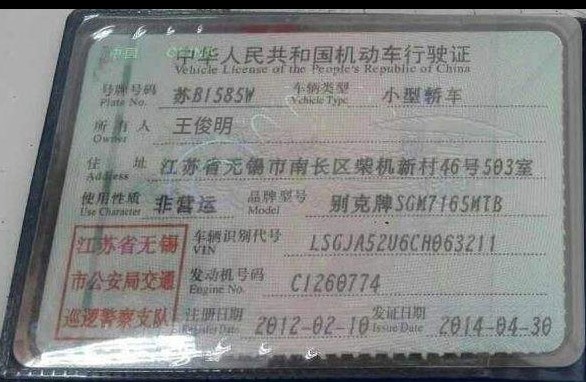 中华人民共和国机动车行驶证
Vehicle License of the People's Republic of China
号牌号码 苏B1585W 车辆类型 小型轿车
Plate No. Vehicle Type
所有人 王俊明
Owner
住址 江苏省无锡市南长区柴机新村46号503室
Address
使用性质 非营运 品牌型号 别克牌SGM7165MTB
Use Character Model
江苏省无锡
市公安局交通
巡逻警察支队
车辆识别代号 LSGJA52U6CH063211
VIN
发动机号码 C1260774
Engine No.
注册日期 2012-02-10 发证日期 2014-04-30
Register Date Issue Date